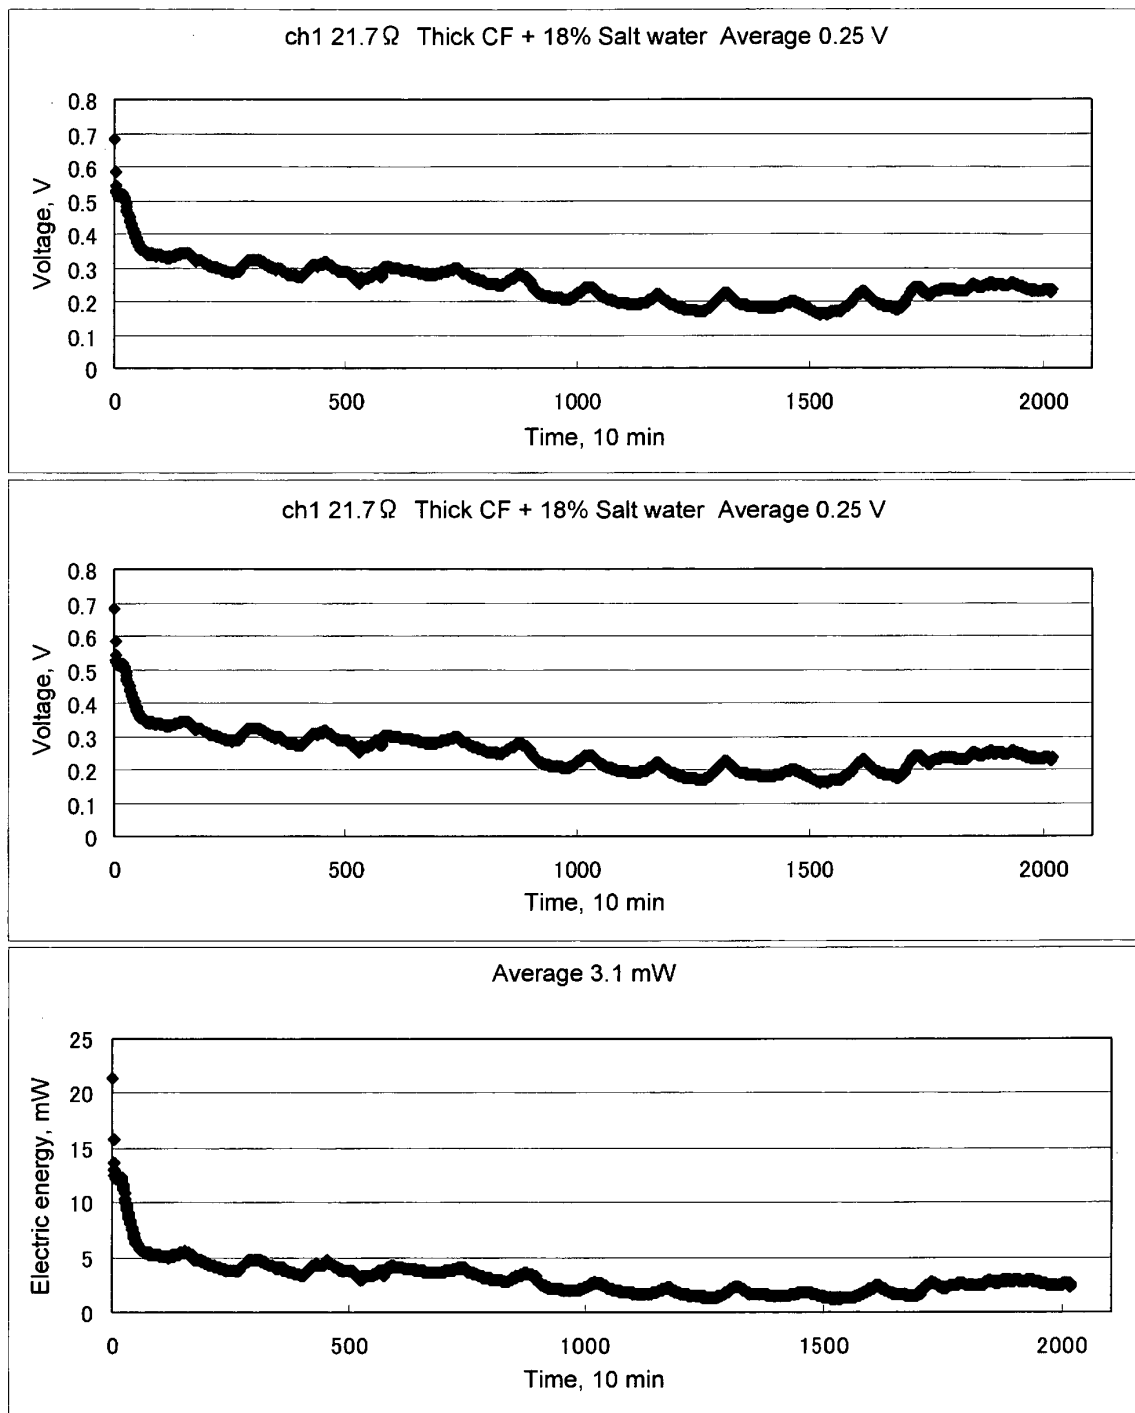 ch1 21.7Ω Thick CF + 18% Salt water Average 0.25 V
0.8
0.7
0.6
0.5
0.4
0.3
0.2
0.1
0
Voltage, V
0 500 1000 1500 2000
Time, 10 min
ch1 21.7Ω Thick CF + 18% Salt water Average 0.25 V
0.8
0.7
0.6
0.5
0.4
0.3
0.2
0.1
0
Voltage, V
0 500 1000 1500 2000
Time, 10 min
Average 3.1 mW
25
20
15
10
5
0
Electric energy, mW
0 500 1000 1500 2000
Time, 10 min